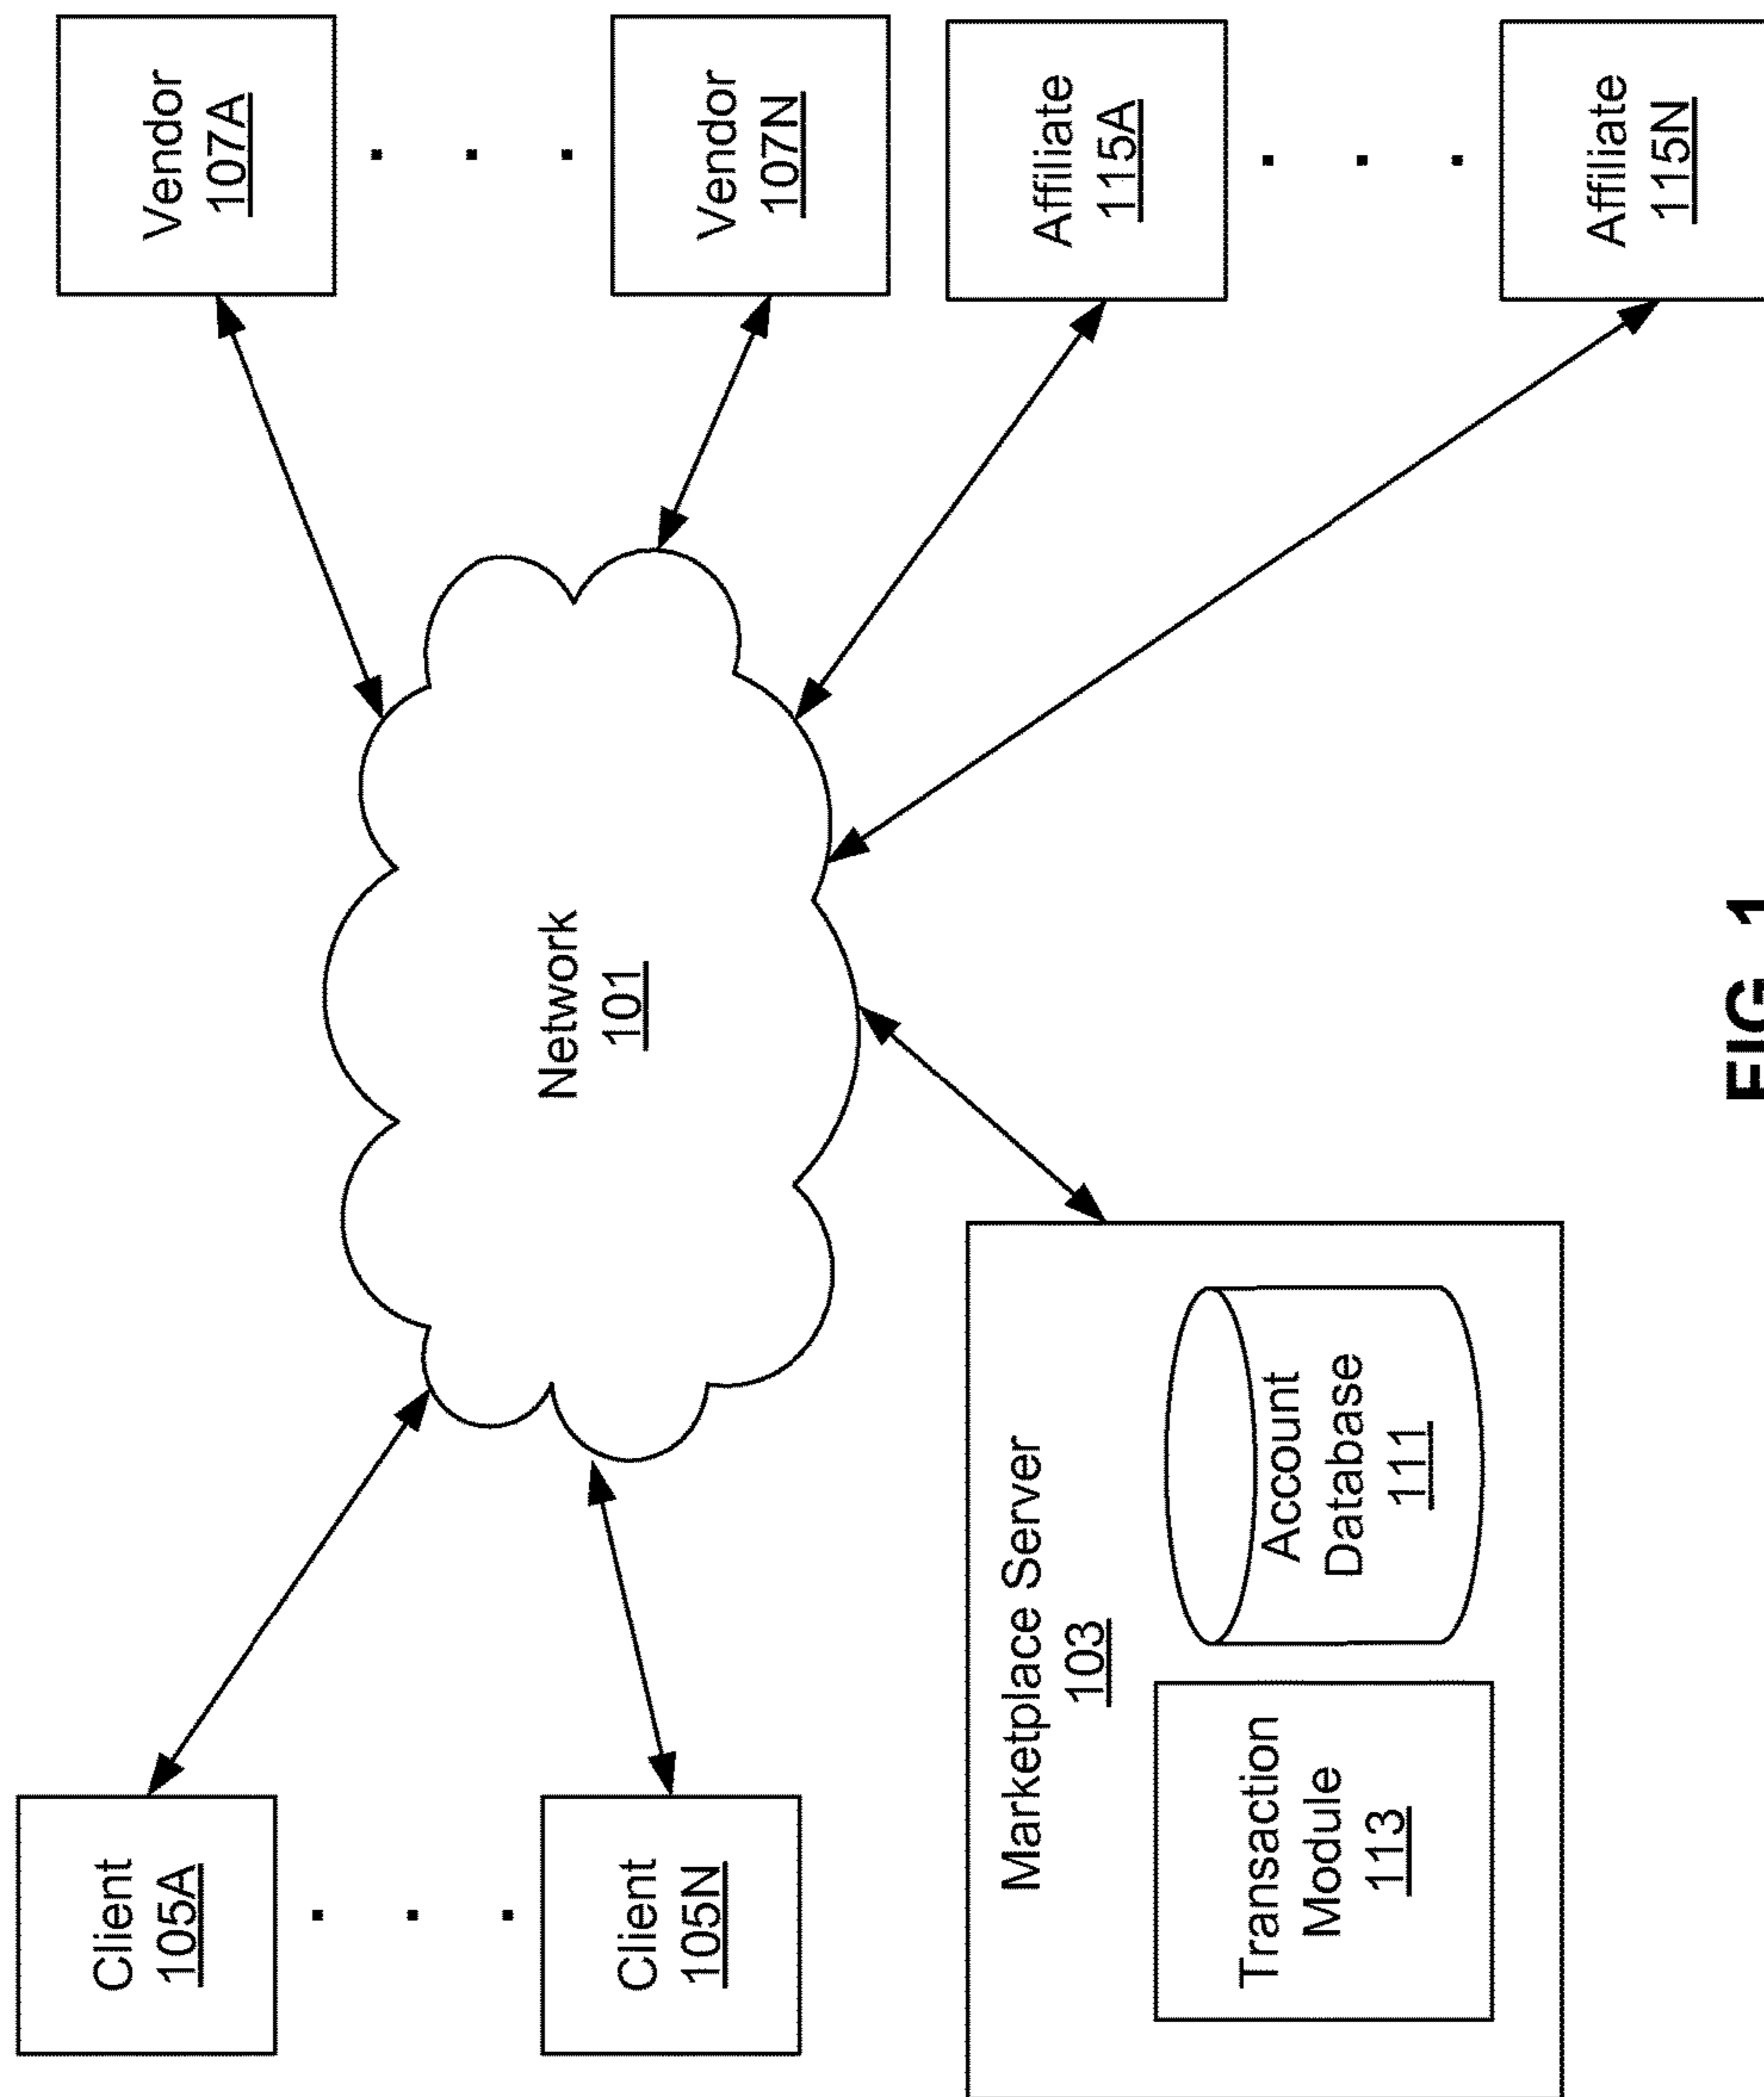 Client
105A
Client
105N
Network
101
Vendor
107A
Vendor
107N
Affiliate
115A
Affiliate
115N
Marketplace Server
103
Transaction
Module
113
Account
Database
111
FIG 1